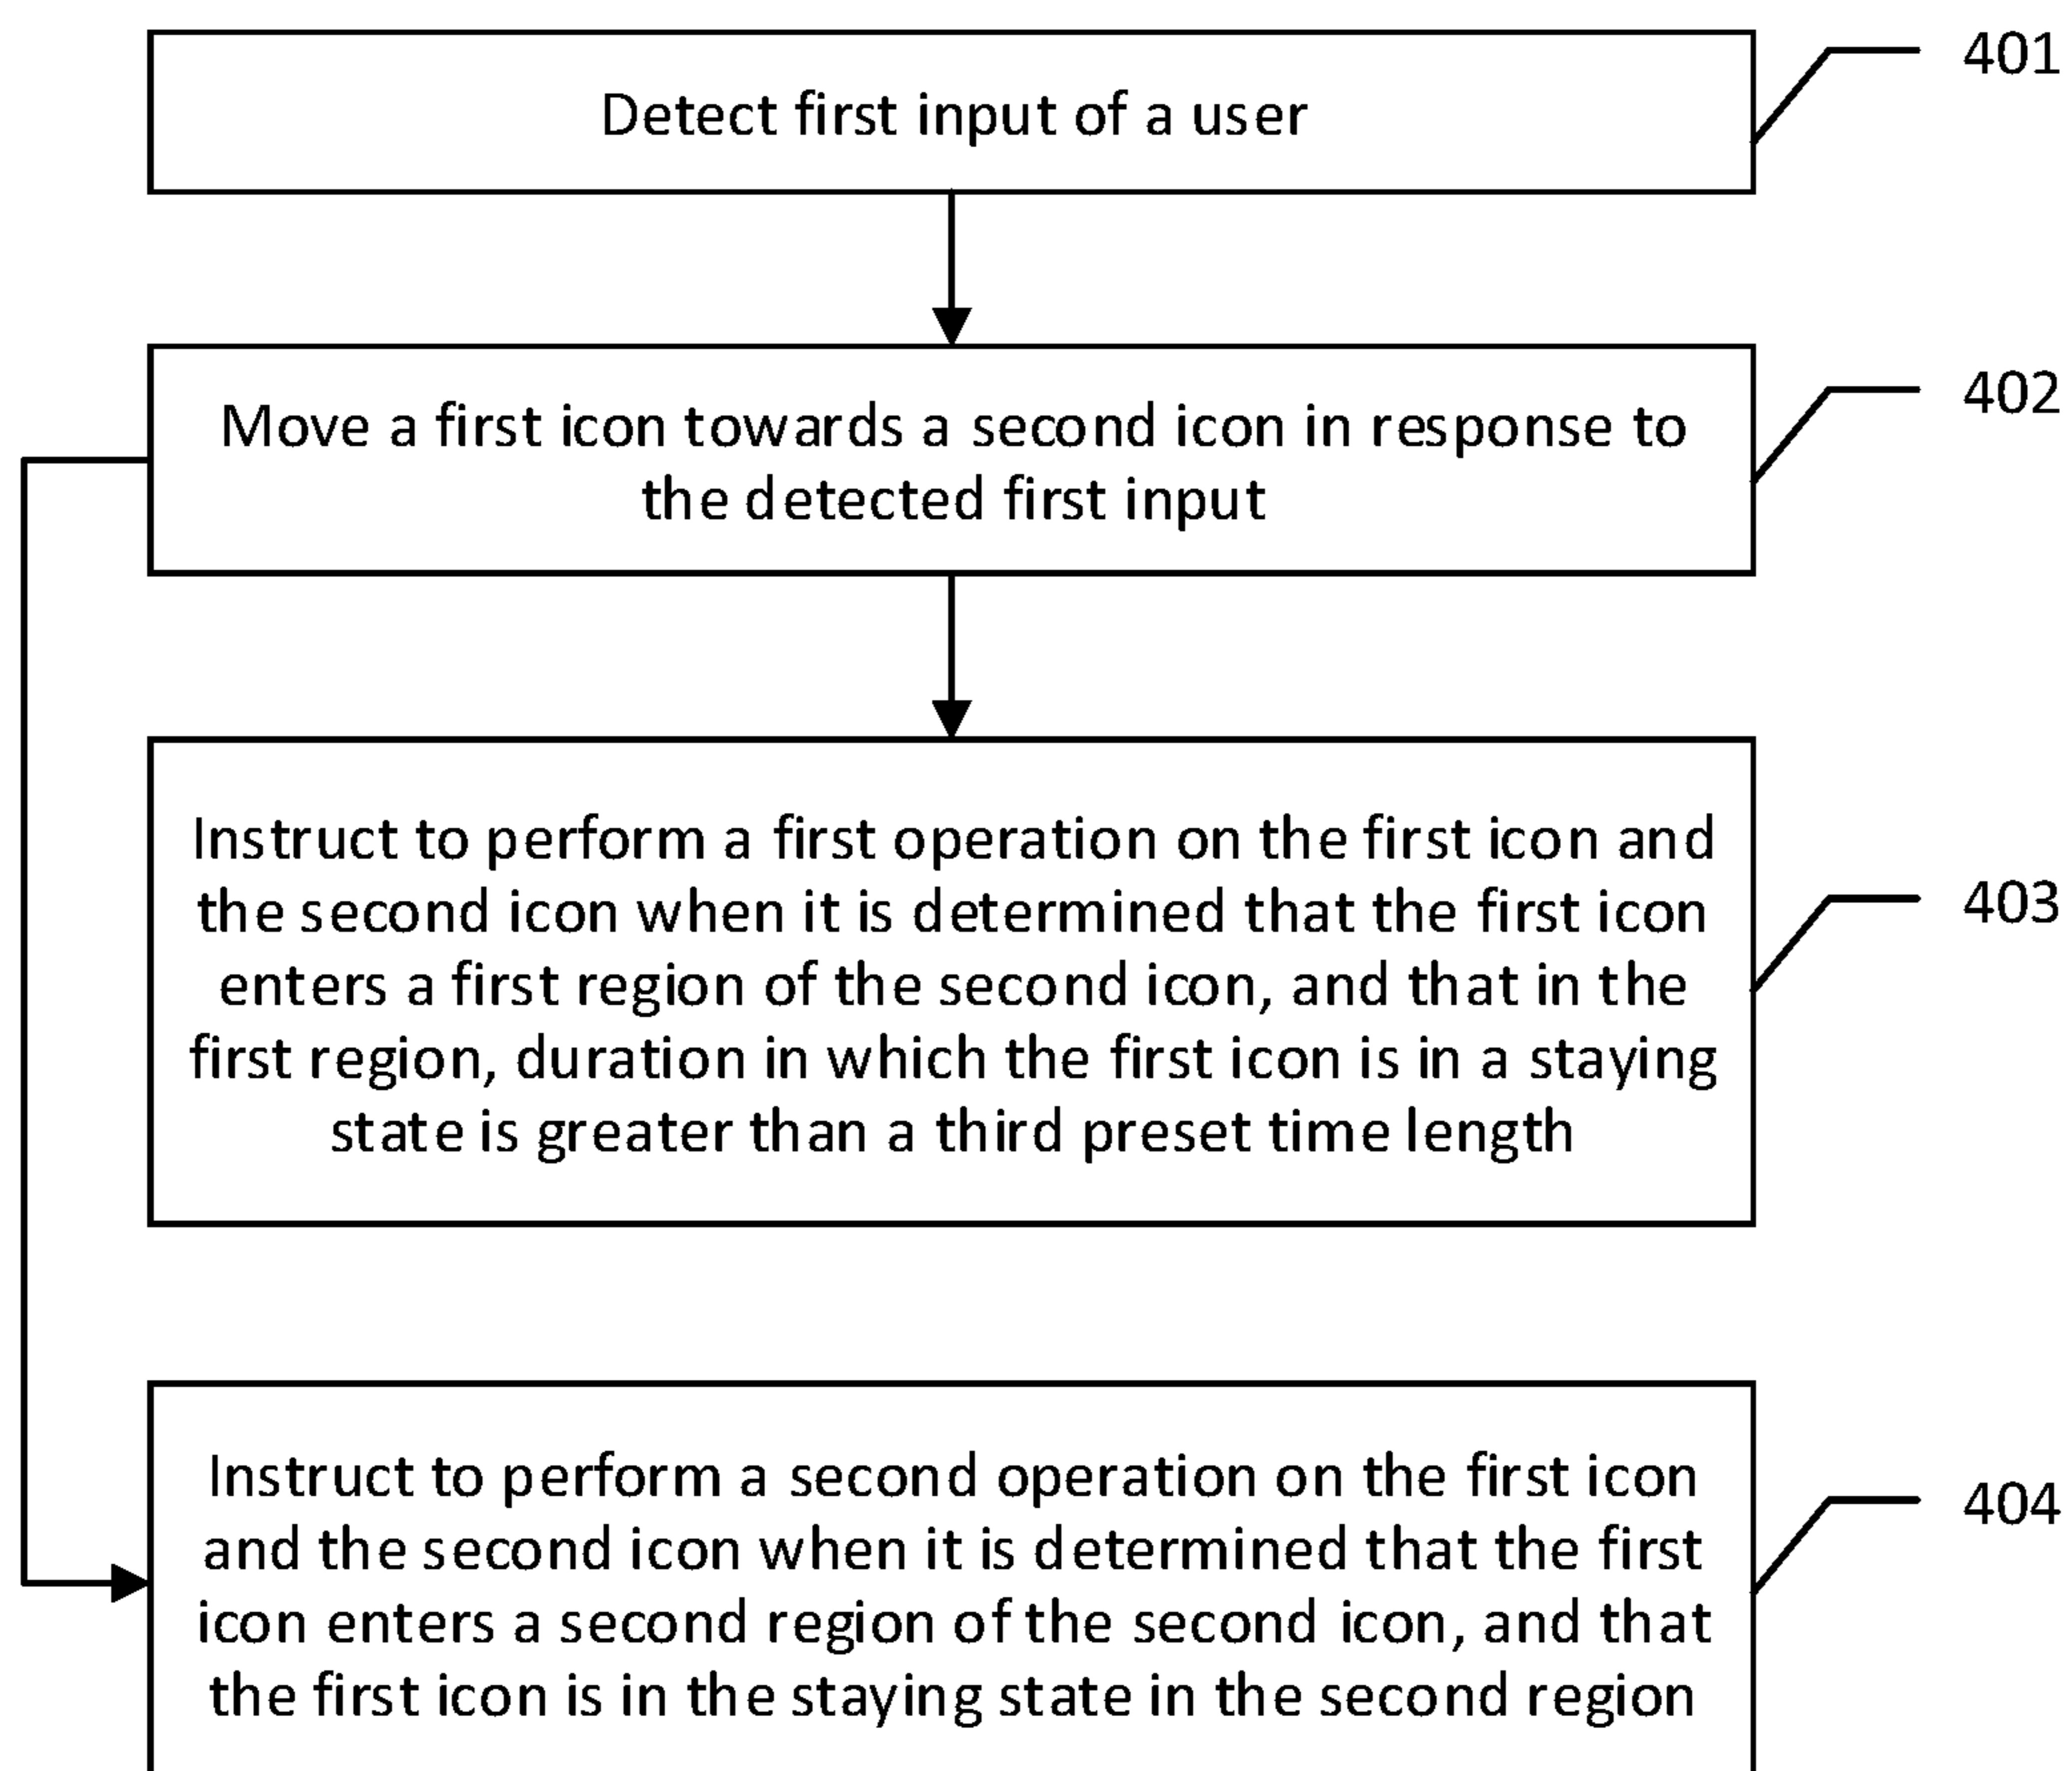 Detect first input of a user
401
Move a first icon towards a second icon in response to
the detected first input
402
Instruct to perform a first operation on the first icon and
the second icon when it is determined that the first icon
enters a first region of the second icon, and that in the
first region, duration in which the first icon is in a staying
state is greater than a third preset time length
403
Instruct to perform a second operation on the first icon
and the second icon when it is determined that the first
icon enters a second region of the second icon, and that
the first icon is in the staying state in the second region
404